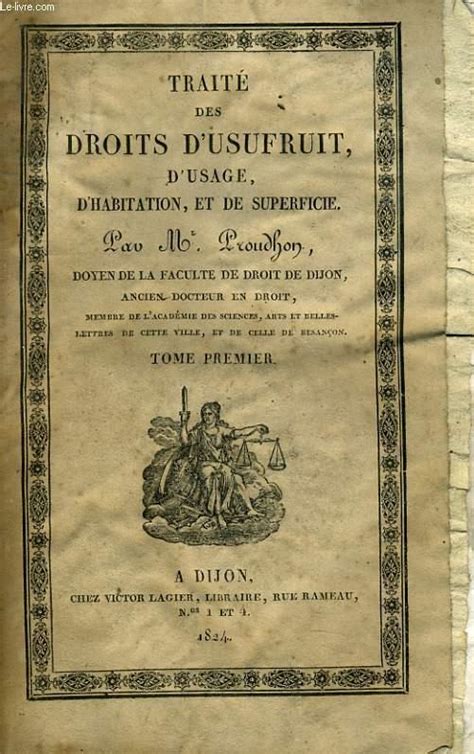 Le-livre.com
TRAITÉ
DES
DROITS D'USUFRUIT,
D'USAGE,
D'HABITATION, ET DE SUPERFICIE.
Par Mr. Proudhon,
DOYEN DE LA FACULTE DE DROIT DE DIJON,
ANCIEN DOCTEUR EN DROIT,
MEMBRE DE L'ACADÉMIE DES SCIENCES, ARTS ET BELLES-
LETTRES DE CETTE VILLE, ET DE CELLE DE BESANÇON.
TOME PREMIER.
A DIJON,
CHEZ VICTOR LAGIER, LIBRAIRE, RUE RAMEAU,
N.os 1 ET 4.
1824.